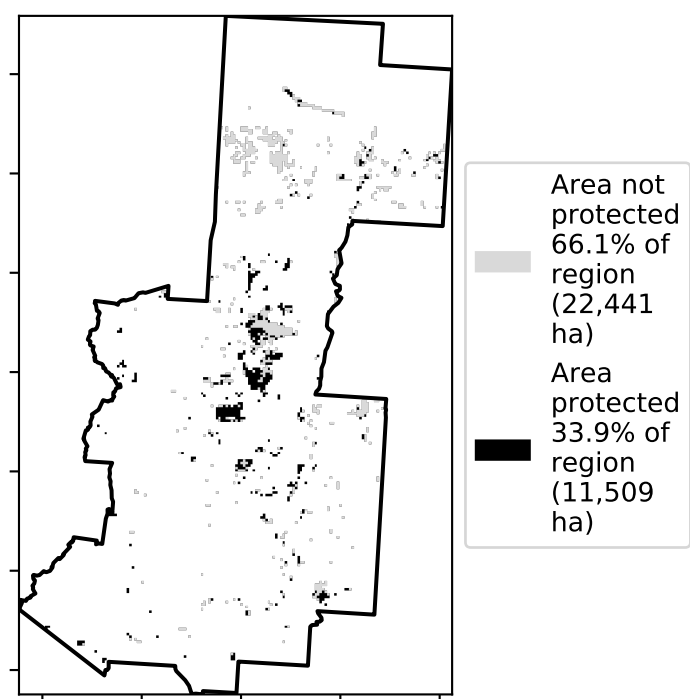 Area not
protected
66.1% of
region
(22,441
ha)
Area
protected
33.9% of
region
(11,509
ha)